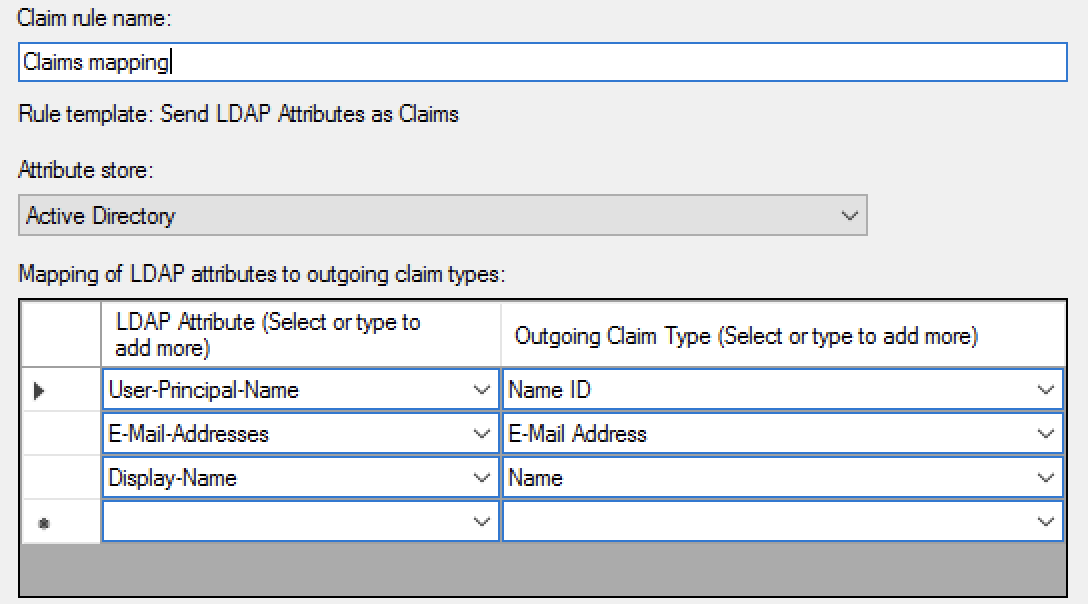 Claim rule name:
Claims mapping
Rule template: Send LDAP Attributes as Claims
Attribute store:
Active Directory
Mapping of LDAP attributes to outgoing claim types:
LDAP Attribute (Select or type to
add more)
Outgoing Claim Type (Select or type to add more)
User-Principal-Name
Name ID
E-Mail-Addresses
E-Mail Address
Display-Name
Name